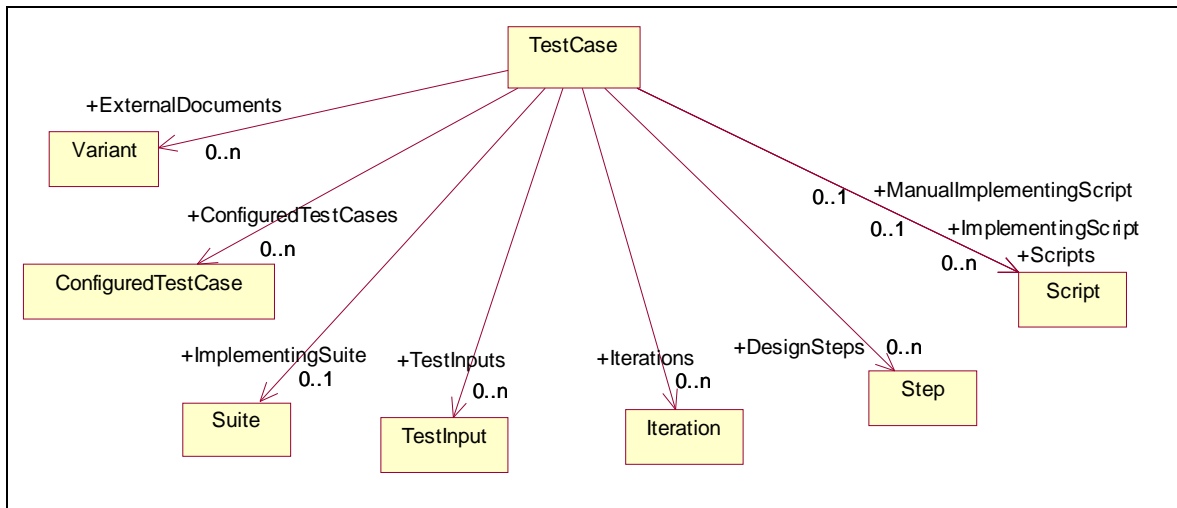 TestCase
+ExternalDocuments
0..n
Variant
+ConfiguredTestCases
0..n
ConfiguredTestCase
+ManualImplementingScript
0..1
+ImplementingScript
0..1
+Scripts
0..n
Script
+ImplementingSuite
0..1
Suite
+TestInputs
0..n
TestInput
+Iterations
0..n
Iteration
+DesignSteps
0..n
Step